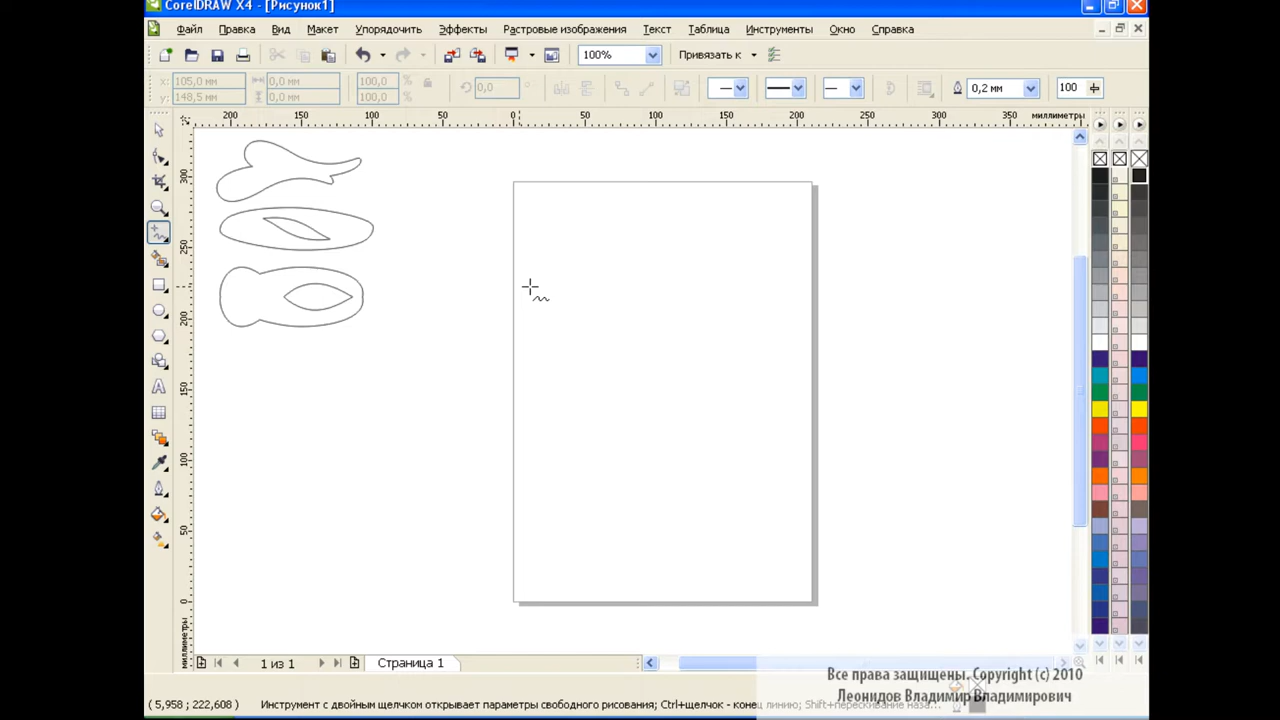 CorelDRAW X4 - [Рисунок1]
Файл Правка Вид Макет Упорядочить Эффекты Растровые изображения Текст Таблица Инструменты Окно Справка
100% Привязать к
x: 105,0 мм 0,0 мм 100,0 % 0,0 ° 0,2 мм 100
y: 148,5 мм 0,0 мм 100,0 %
200 150 100 50 0 50 100 150 200 250 300 350 миллиметры
300
250
200
150
100
50
0
миллиметры
1 из 1 Страница 1
Все права защищены. Copyright (c) 2010
Леонидов Владимир Владимирович
( 5,958 ; 222,608 ) Инструмент с двойным щелчком открывает параметры свободного рисования; Ctrl+щелчок - конец линию; Shift+перескивание наза...